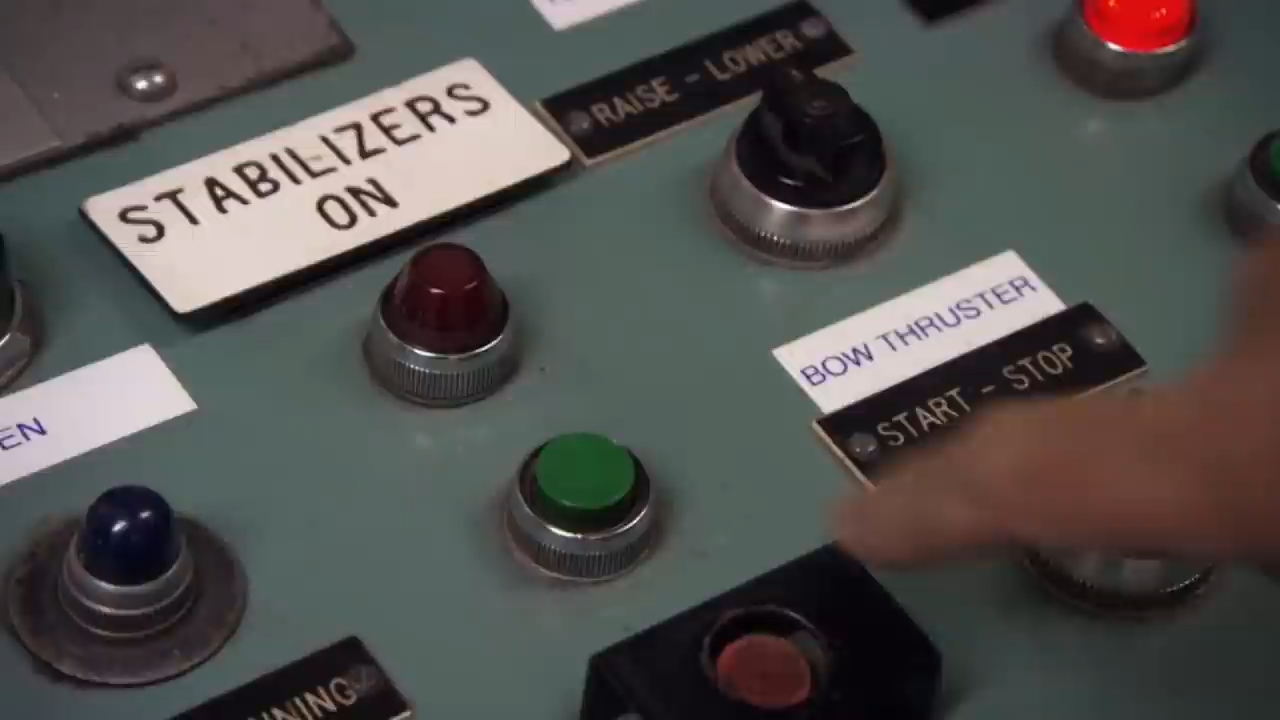 STABILIZERS
ON
RAISE - LOWER
BOW THRUSTER
START - STOP